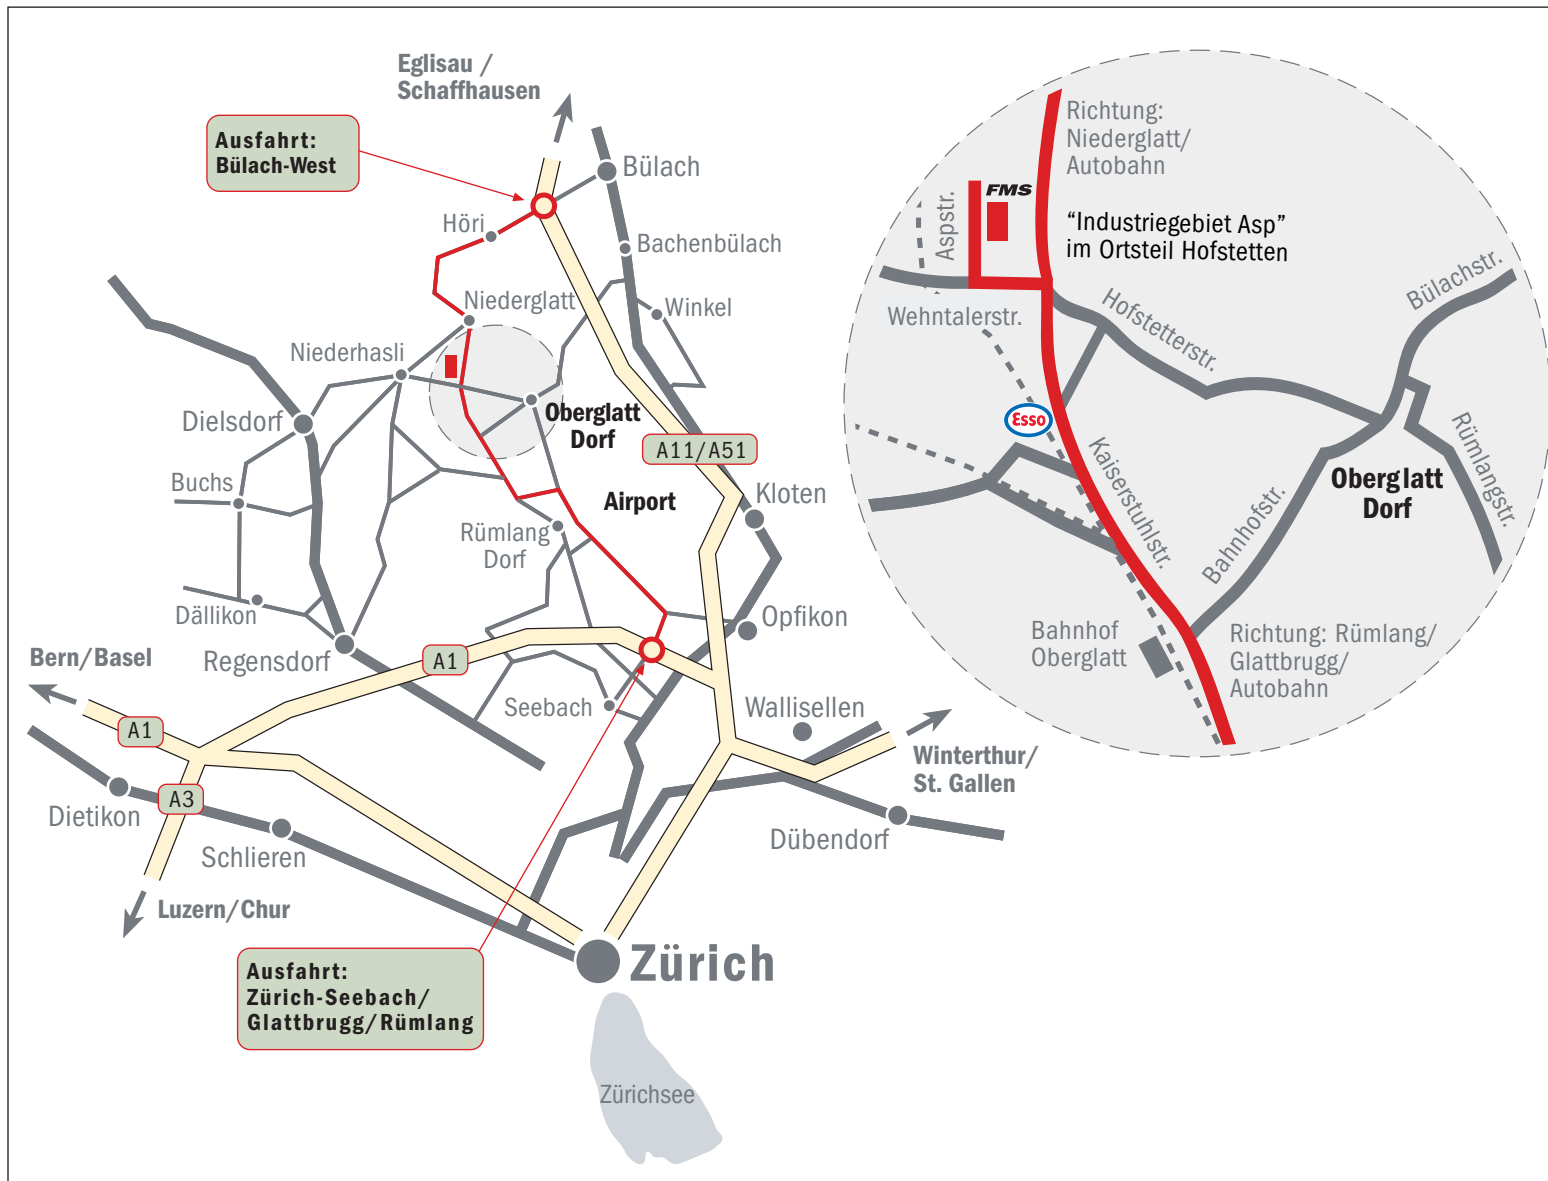 Eglisau /
Schaffhausen
Ausfahrt:
Bülach-West
Bülach
Höri
Bachenbülach
Niederglatt
Winkel
Niederhasli
Dielsdorf
Oberglatt
Dorf
A11/A51
Buchs
Airport
Kloten
Rümlang
Dorf
Dällikon
Opfikon
Regensdorf
A1
Bern/Basel
Seebach
Wallisellen
A1
Winterthur/
St. Gallen
A3
Dietikon
Dübendorf
Schlieren
Luzern/Chur
Zürich
Ausfahrt:
Zürich-Seebach/
Glattbrugg/Rümlang
Zürichsee
Richtung:
Niederglatt/
Autobahn
FMS
Aspstr.
“Industriegebiet Asp”
im Ortsteil Hofstetten
Wehntalerstr.
Hofstetterstr.
Bülachstr.
Esso
Kaiserstuhlstr.
Oberglatt
Dorf
Rümlangstr.
Bahnhofstr.
Bahnhof
Oberglatt
Richtung: Rümlang/
Glattbrugg/
Autobahn